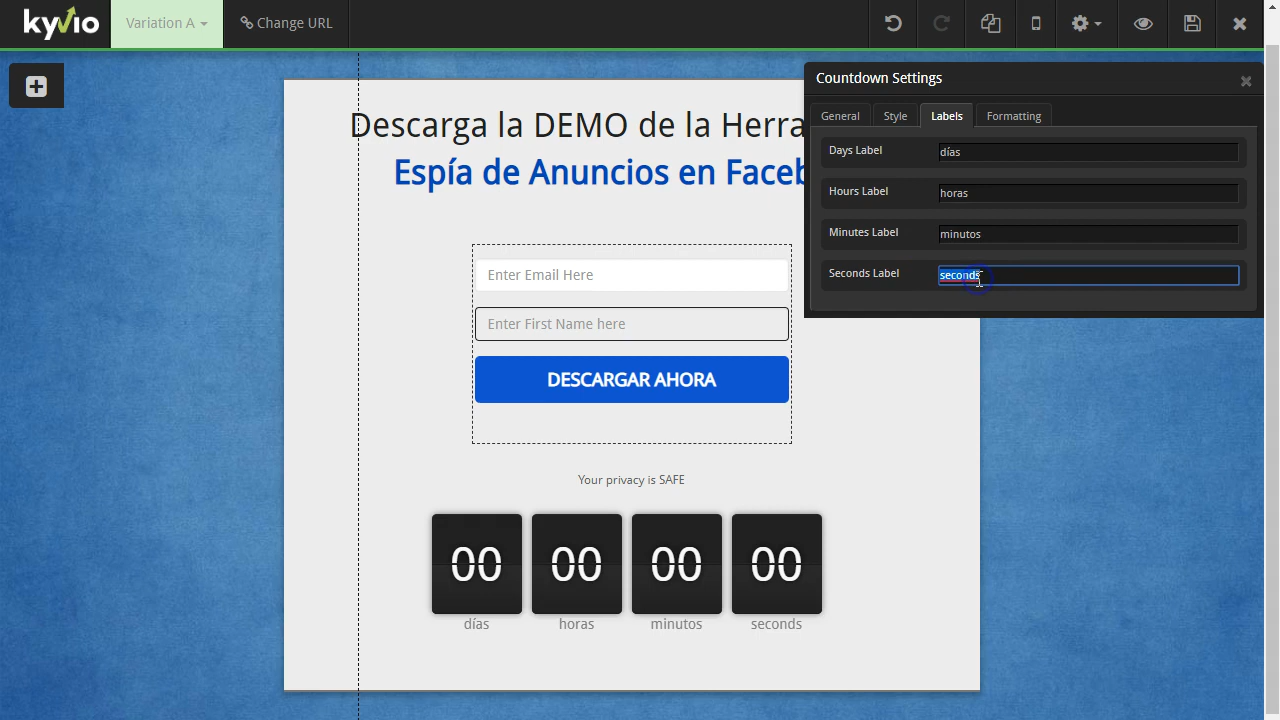 kyvio
Variation A
Change URL
Countdown Settings
General
Style
Labels
Formatting
Days Label
días
Hours Label
horas
Minutes Label
minutos
Seconds Label
seconds
Descarga la DEMO de la Herra
Espía de Anuncios en Faceb
Enter Email Here
Enter First Name here
DESCARGAR AHORA
Your privacy is SAFE
00
00
00
00
días
horas
minutos
seconds